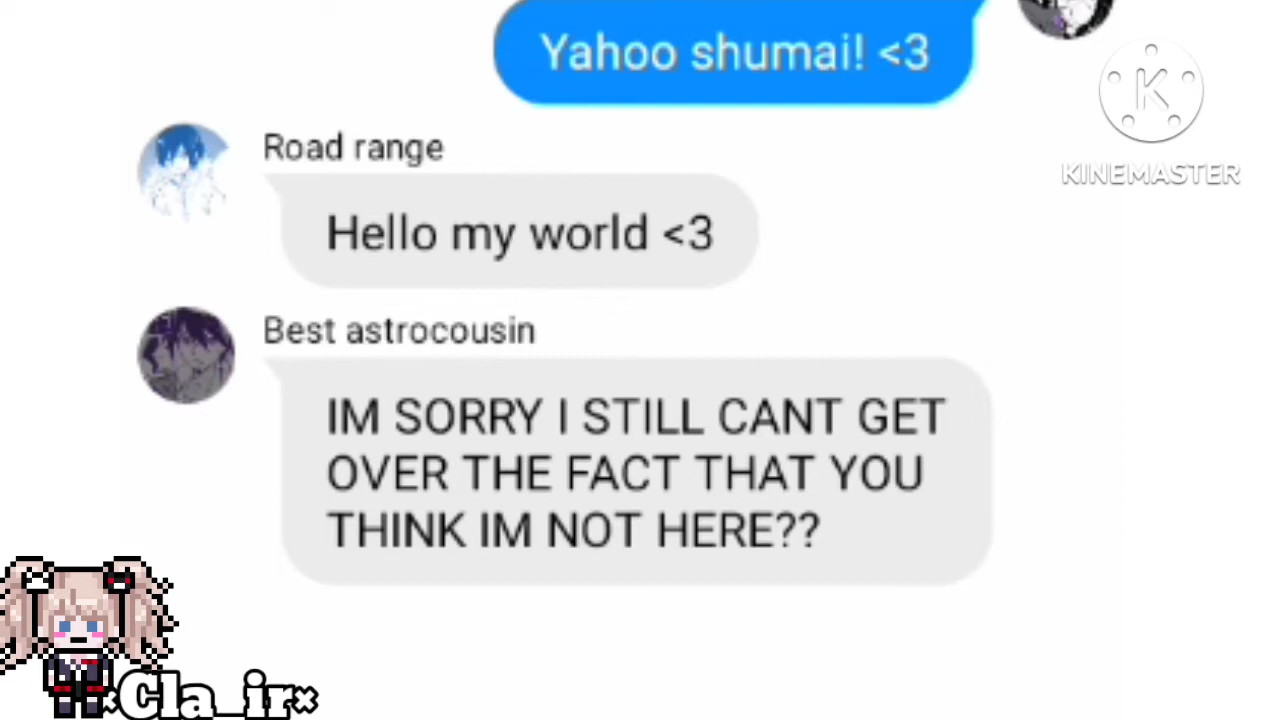 Yahoo shumai! <3
K
KINEMASTER
Road range
Hello my world <3
Best astrocousin
IM SORRY I STILL CANT GET
OVER THE FACT THAT YOU
THINK IM NOT HERE??
×Cla_ir×